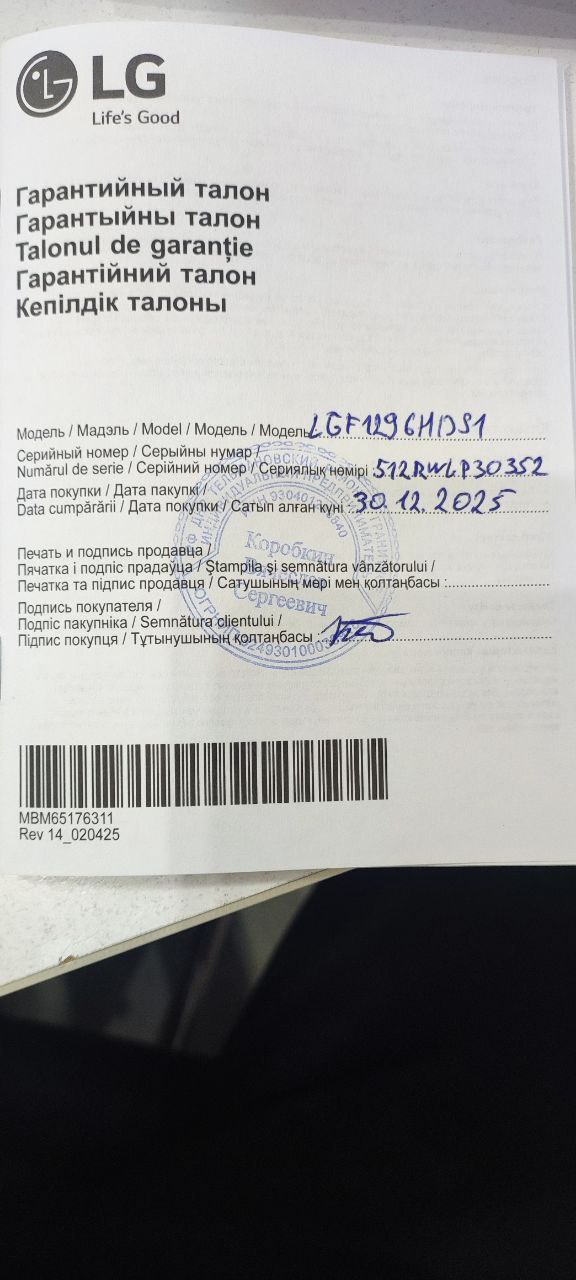 LG
Life's Good
Гарантийный талон
Гарантыйны талон
Talonul de garanție
Гарантійний талон
Кепілдік талоны
Модель / Мадэль / Model / Модель / Модель LGF1296HDS1
Серийный номер / Серыйны нумар /
Numărul de serie / Серійний номер / Сериялық нөмірі : 512RWLP30352
Дата покупки / Дата пакупкі /
Data cumpărării / Дата покупки / Сатып алған күні : 30.12.2025
Печать и подпись продавца /
Пячатка і подпіс прадаўца / Ștampila și semnătura vânzătorului /
Печатка та підпис продавця / Сатушының мөрі мен қолтаңбасы :
Подпись покупателя /
Подпіс пакупніка / Semnătura clientului /
Підпис покупця / Тұтынушының қолтаңбасы :
ИНДИВИДУАЛЬНЫЙ ПРЕДПРИНИМАТЕЛЬ
Коробкин
Сергеевич
MBM65176311
Rev 14_020425